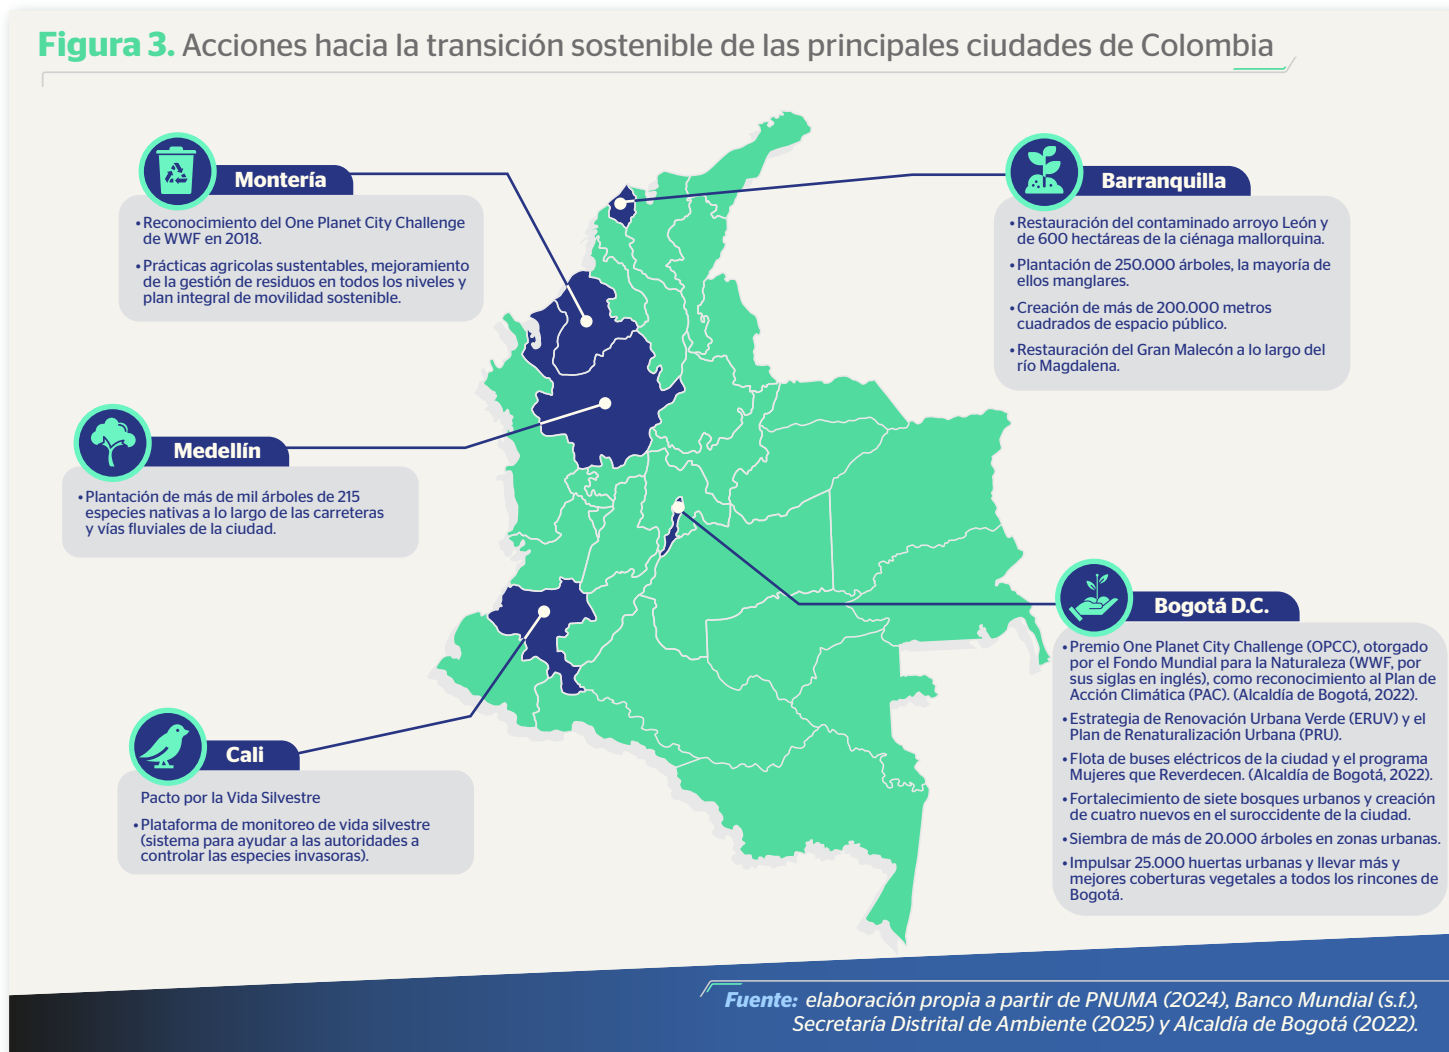 Figura 3. Acciones hacia la transición sostenible de las principales ciudades de Colombia
Montería
• Reconocimiento del One Planet City Challenge
de WWF en 2018.
• Prácticas agricolas sustentables, mejoramiento
de la gestión de residuos en todos los niveles y
plan integral de movilidad sostenible.
Barranquilla
• Restauración del contaminado arroyo León y
de 600 hectáreas de la ciénaga mallorquina.
• Plantación de 250.000 árboles, la mayoría de
ellos manglares.
• Creación de más de 200.000 metros
cuadrados de espacio público.
• Restauración del Gran Malecón a lo largo del
río Magdalena.
Medellín
• Plantación de más de mil árboles de 215
especies nativas a lo largo de las carreteras
y vías fluviales de la ciudad.
Bogotá D.C.
• Premio One Planet City Challenge (OPCC), otorgado
por el Fondo Mundial para la Naturaleza (WWF, por
sus siglas en inglés), como reconocimiento al Plan de
Acción Climática (PAC). (Alcaldía de Bogotá, 2022).
• Estrategia de Renovación Urbana Verde (ERUV) y el
Plan de Renaturalización Urbana (PRU).
• Flota de buses eléctricos de la ciudad y el programa
Mujeres que Reverdecen. (Alcaldía de Bogotá, 2022).
• Fortalecimiento de siete bosques urbanos y creación
de cuatro nuevos en el suroccidente de la ciudad.
• Siembra de más de 20.000 árboles en zonas urbanas.
• Impulsar 25.000 huertas urbanas y llevar más y
mejores coberturas vegetales a todos los rincones de
Bogotá.
Cali
Pacto por la Vida Silvestre
• Plataforma de monitoreo de vida silvestre
(sistema para ayudar a las autoridades a
controlar las especies invasoras).
Fuente: elaboración propia a partir de PNUMA (2024), Banco Mundial (s.f.),
Secretaría Distrital de Ambiente (2025) y Alcaldía de Bogotá (2022).